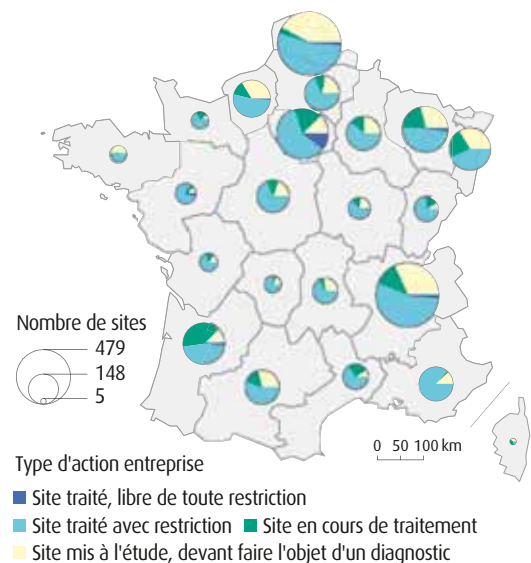 Nombre de sites
479
148
5
0 50 100 km
Type d'action entreprise
Site traité, libre de toute restriction
Site traité avec restriction Site en cours de traitement
Site mis à l'étude, devant faire l'objet d'un diagnostic